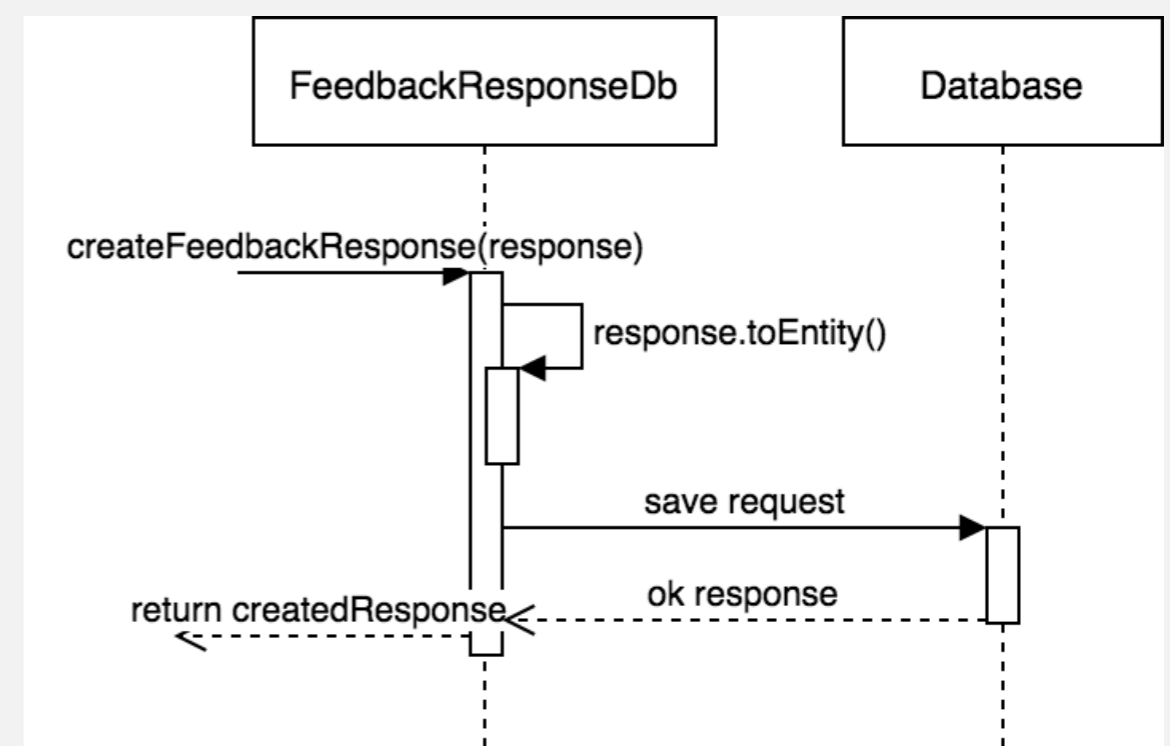 FeedbackResponseDb
Database
createFeedbackResponse(response)
response.toEntity()
save request
ok response
return createdResponse